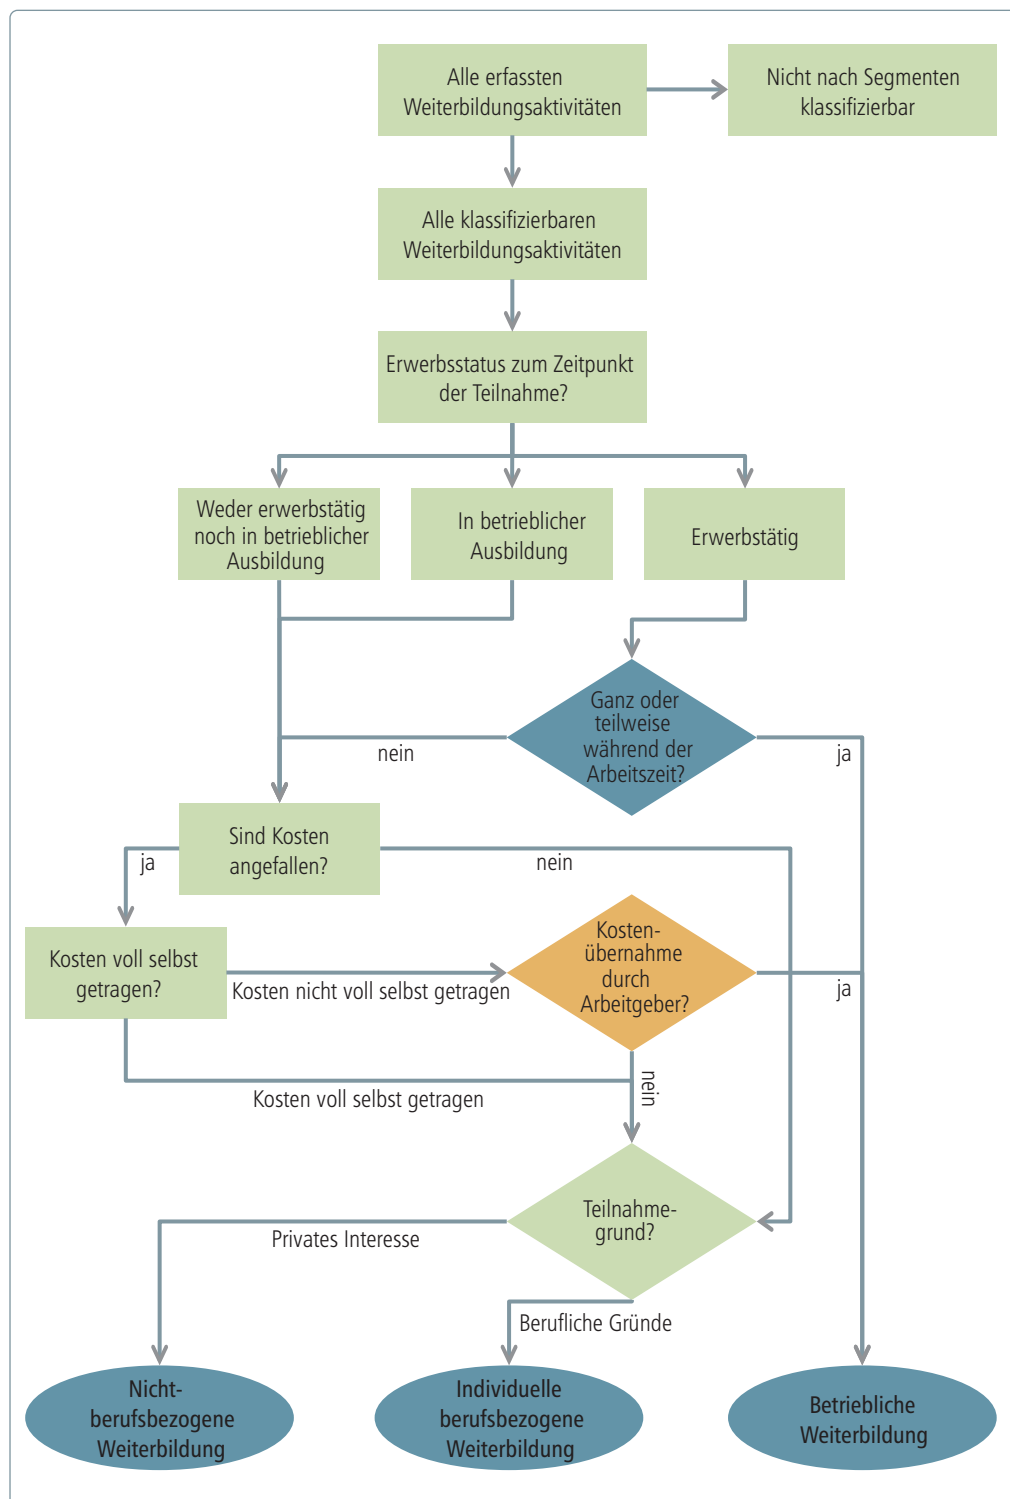 Alle erfassten
Weiterbildungsaktivitäten
Nicht nach Segmenten
klassifizierbar
Alle klassifizierbaren
Weiterbildungsaktivitäten
Erwerbsstatus zum Zeitpunkt
der Teilnahme?
Weder erwerbstätig
noch in betrieblicher
Ausbildung
In betrieblicher
Ausbildung
Erwerbstätig
Ganz oder
teilweise
während der
Arbeitszeit?
nein
ja
Sind Kosten
angefallen?
ja
nein
Kosten voll selbst
getragen?
Kosten nicht voll selbst getragen
Kosten-
übernahme
durch
Arbeitgeber?
ja
nein
Kosten voll selbst getragen
Teilnahme-
grund?
Privates Interesse
Berufliche Gründe
Nicht-
berufsbezogene
Weiterbildung
Individuelle
berufsbezogene
Weiterbildung
Betriebliche
Weiterbildung